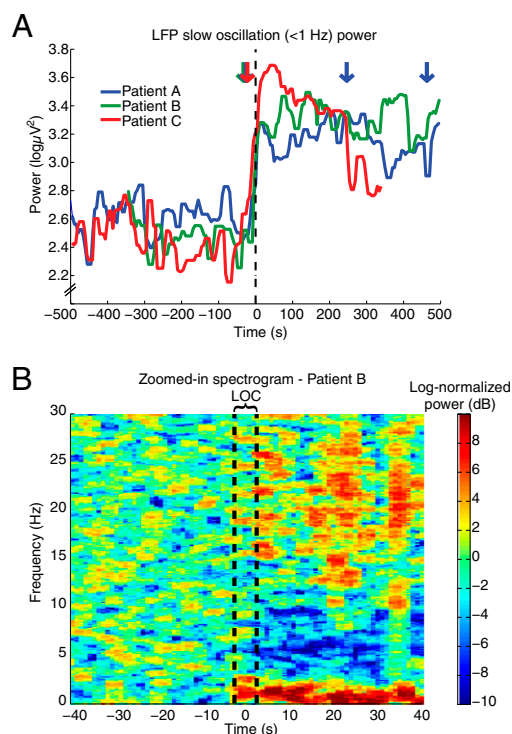 A
LFP slow oscillation (<1 Hz) power
3.8
3.6
3.4
3.2
3.0
2.8
2.6
2.4
2.2
Power (logμV²)
Patient A
Patient B
Patient C
−500 −400 −300 −200 −100 0 100 200 300 400 500
Time (s)
B
Zoomed-in spectrogram - Patient B
LOC
Log-normalized
power (dB)
30
25
20
15
10
5
0
Frequency (Hz)
−40 −30 −20 −10 0 10 20 30 40
Time (s)
8
6
4
2
0
−2
−4
−6
−8
−10